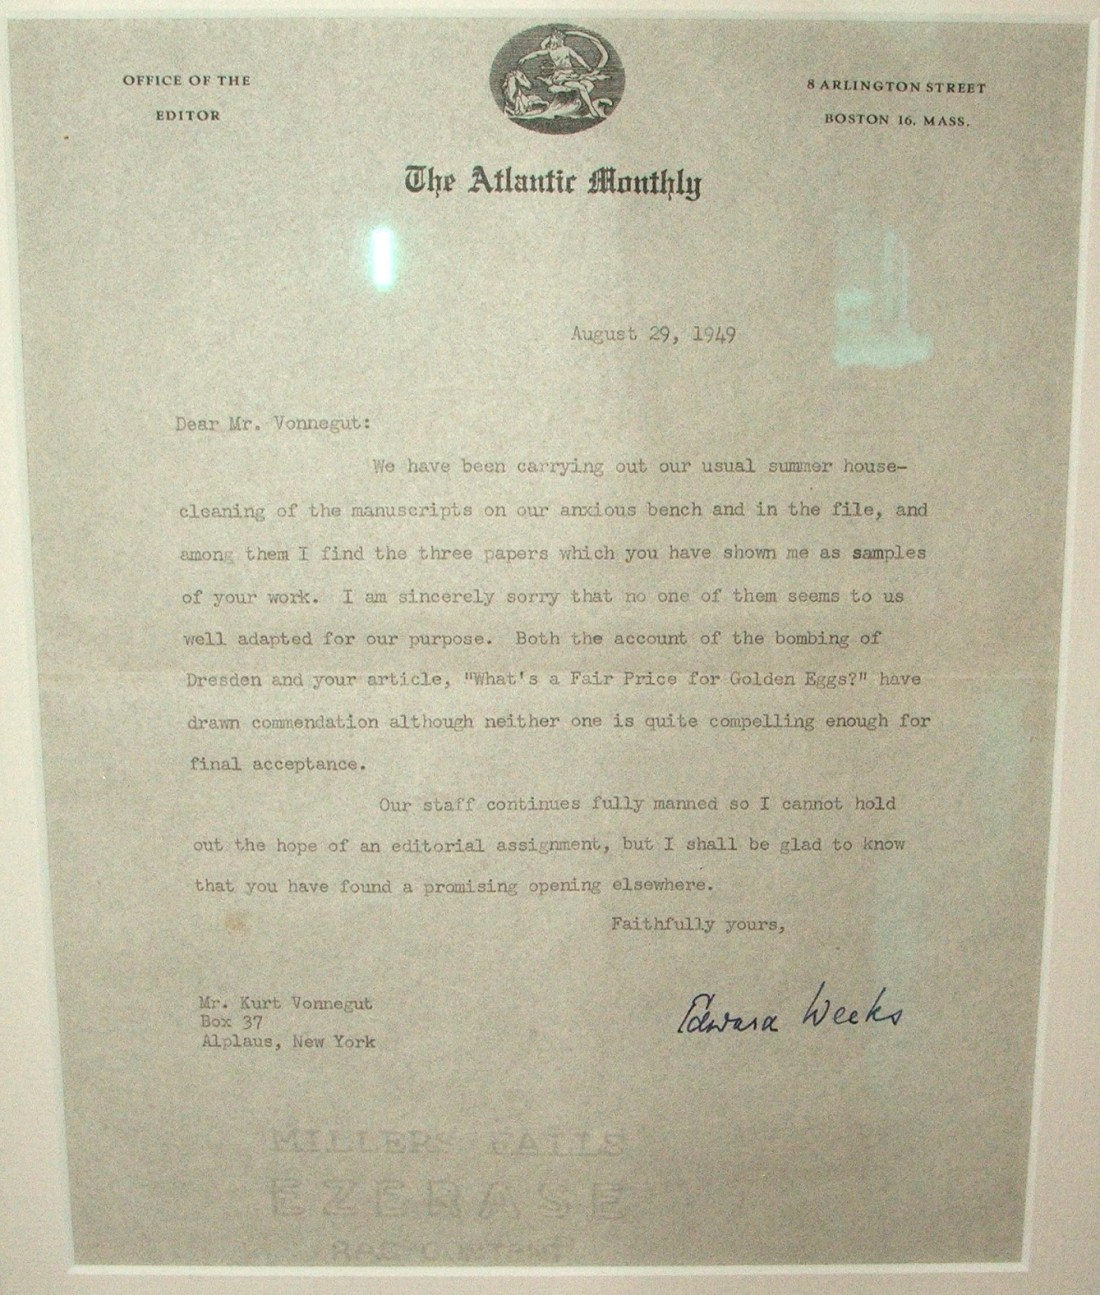 OFFICE OF THE
EDITOR
8 ARLINGTON STREET
BOSTON 16, MASS.
The Atlantic Monthly
August 29, 1949
Dear Mr. Vonnegut:
We have been carrying out our usual summer house-
cleaning of the manuscripts on our anxious bench and in the file, and
among them I find the three papers which you have shown me as samples
of your work. I am sincerely sorry that no one of them seems to us
well adapted for our purpose. Both the account of the bombing of
Dresden and your article, "What's a Fair Price for Golden Eggs?" have
drawn commendation although neither one is quite compelling enough for
final acceptance.
Our staff continues fully manned so I cannot hold
out the hope of an editorial assignment, but I shall be glad to know
that you have found a promising opening elsewhere.
Faithfully yours,
Edward Weeks
Mr. Kurt Vonnegut
Box 37
Alplaus, New York
MILLERS FALLS
EZERASE
RAG CONTENT